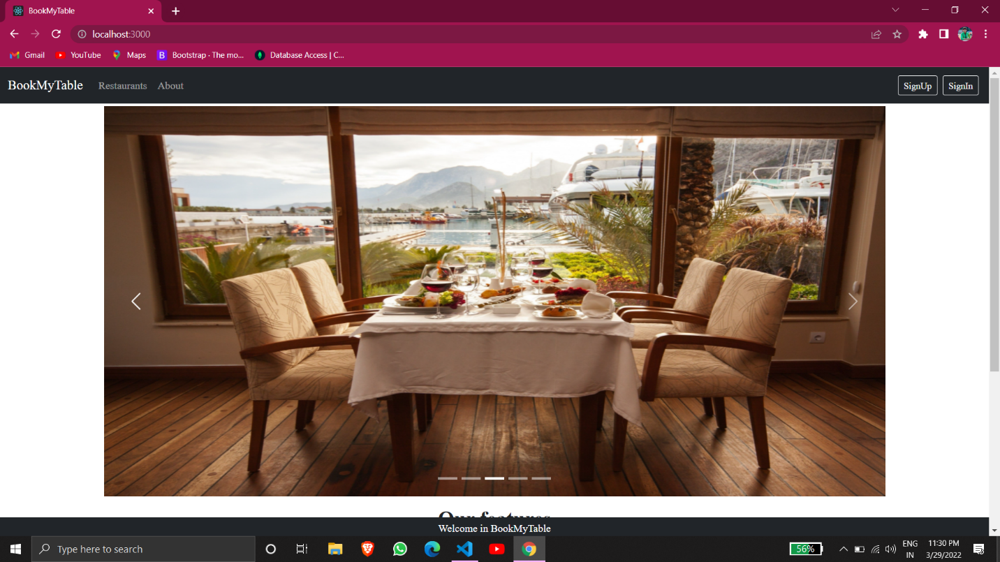 BookMyTable
localhost:3000
Gmail YouTube Maps Bootstrap · The mo... Database Access | C...
BookMyTable Restaurants About SignUp SignIn
Our features
Welcome in BookMyTable
Type here to search
56%
ENG
IN
11:30 PM
3/29/2022